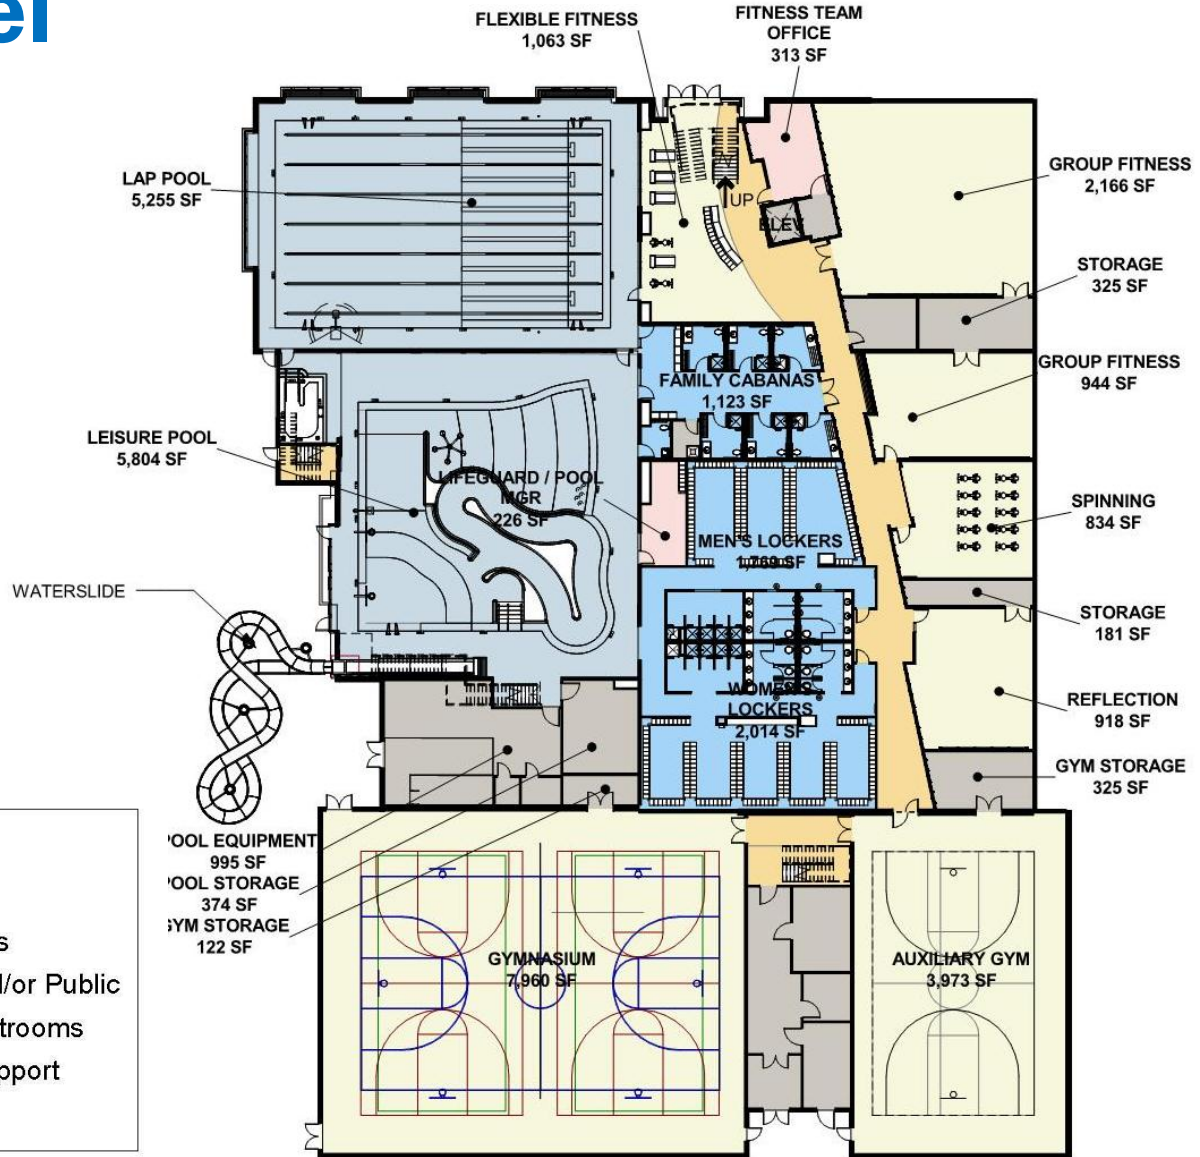 el
FLEXIBLE FITNESS
1,063 SF
FITNESS TEAM
OFFICE
313 SF
LAP POOL
5,255 SF
GROUP FITNESS
2,166 SF
UP
ELEV
STORAGE
325 SF
FAMILY CABANAS
1,123 SF
GROUP FITNESS
944 SF
LEISURE POOL
5,804 SF
LIFEGUARD / POOL
MGR
226 SF
SPINNING
834 SF
MEN'S LOCKERS
1,769 SF
WATERSLIDE
STORAGE
181 SF
WOMEN'S
LOCKERS
2,014 SF
REFLECTION
918 SF
GYM STORAGE
325 SF
POOL EQUIPMENT
995 SF
POOL STORAGE
374 SF
GYM STORAGE
122 SF
s
d/or Public
trooms
pport
GYMNASIUM
7,960 SF
AUXILIARY GYM
3,973 SF